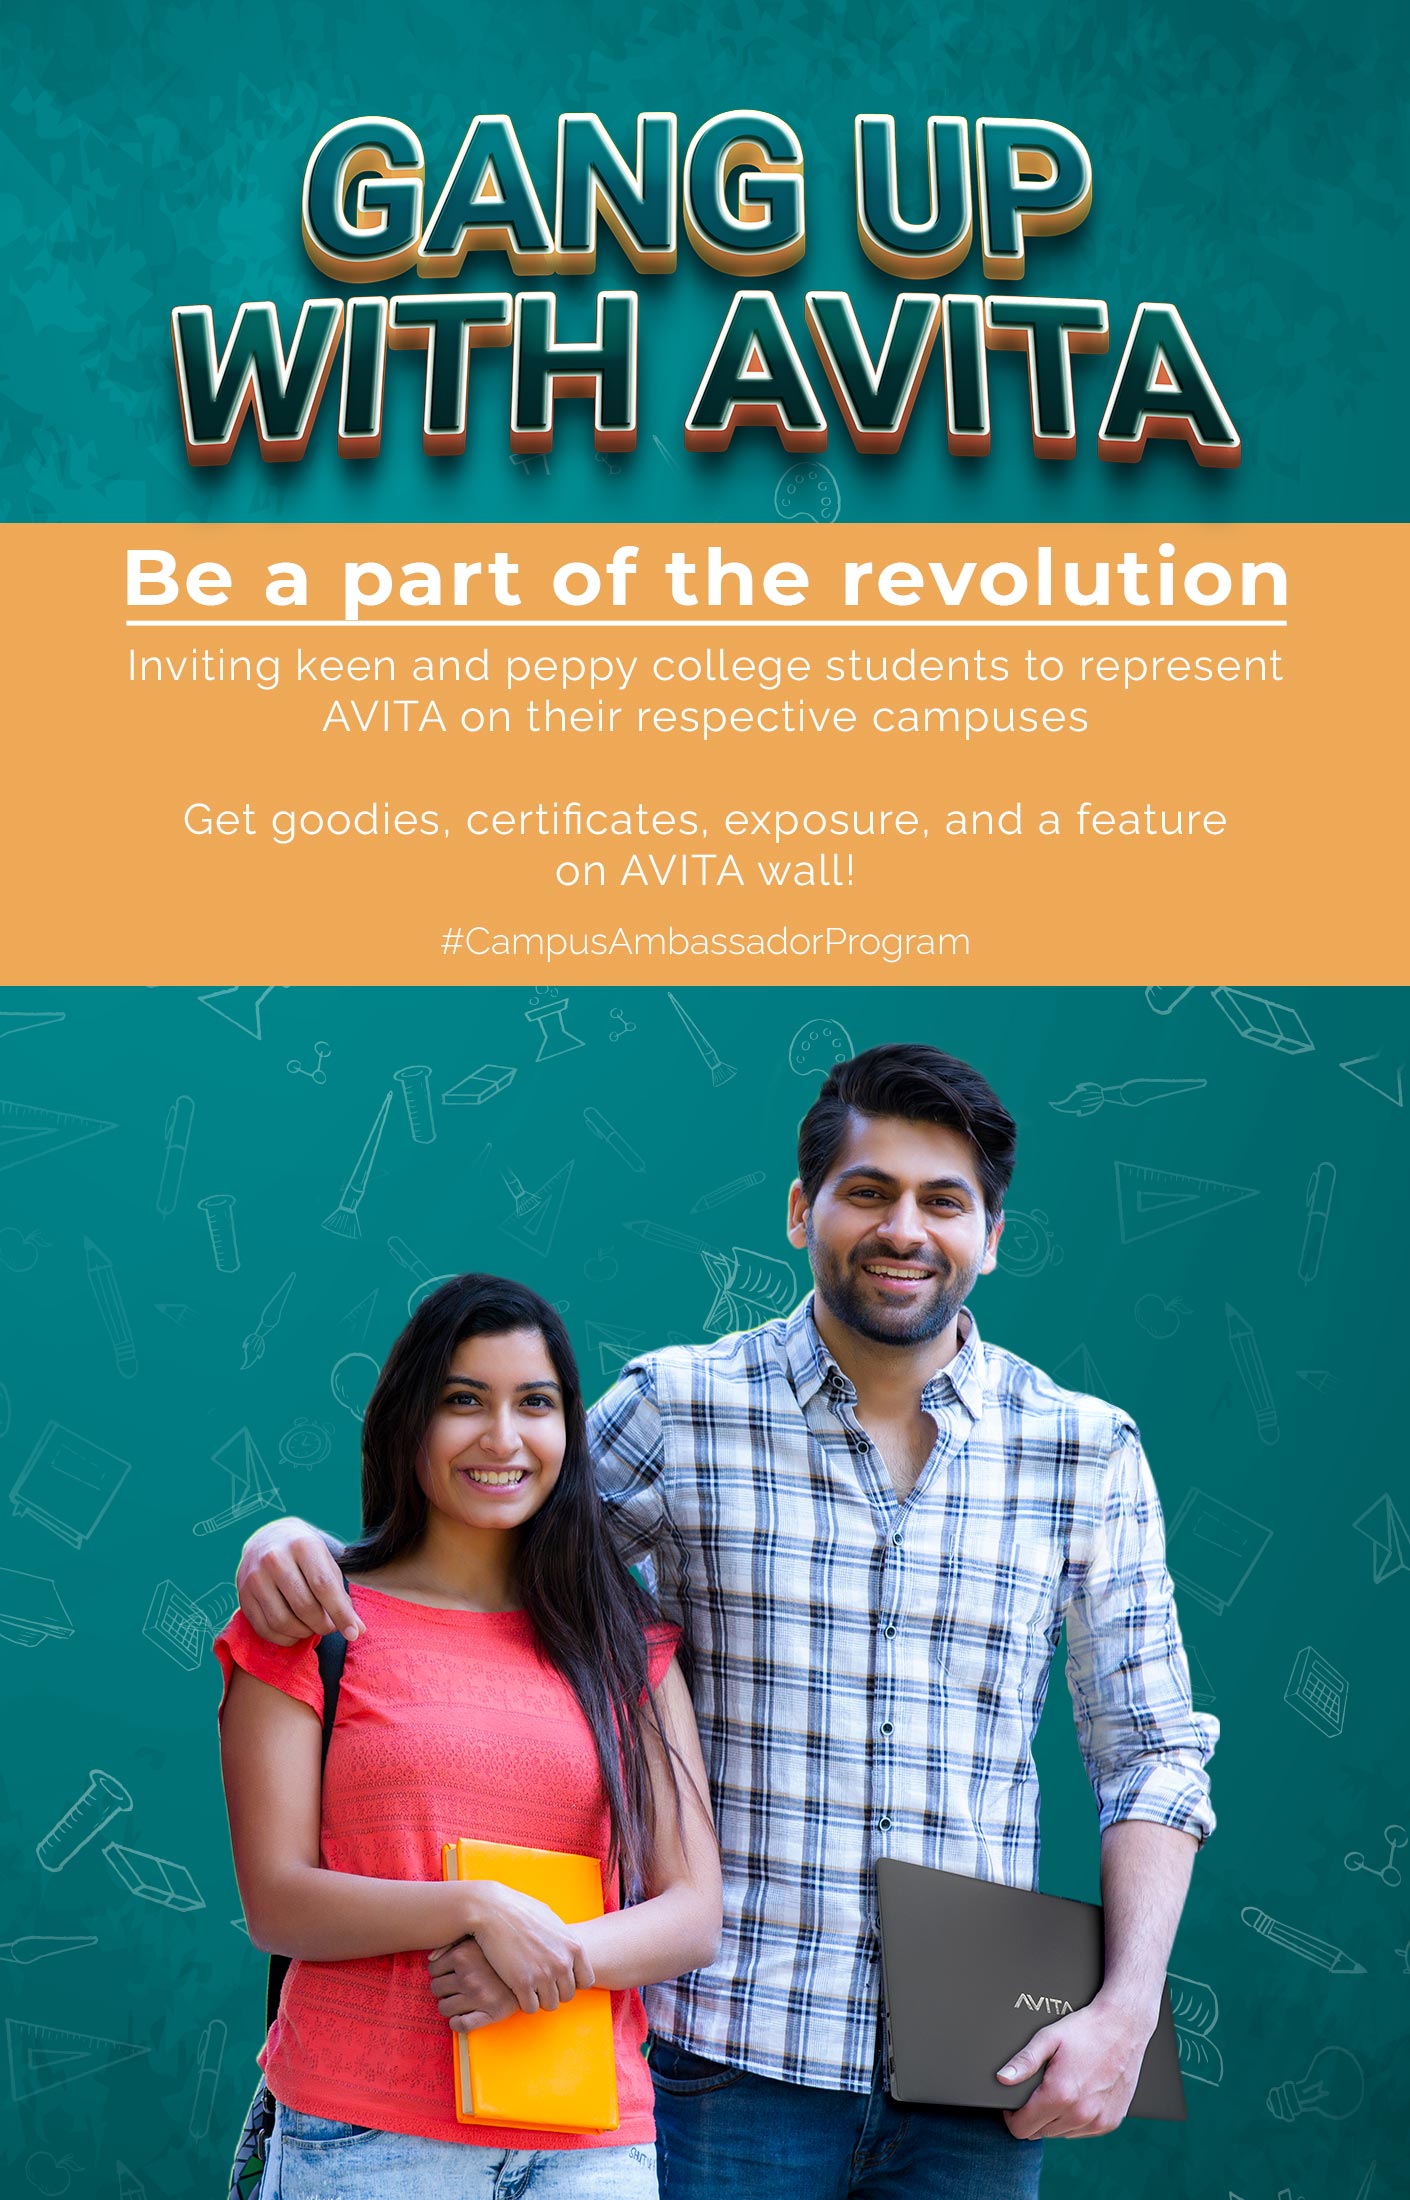 GANG UP
WITH AVITA
Be a part of the revolution
Inviting keen and peppy college students to represent
AVITA on their respective campuses
Get goodies, certificates, exposure, and a feature
on AVITA wall!
#CampusAmbassadorProgram
AVITA